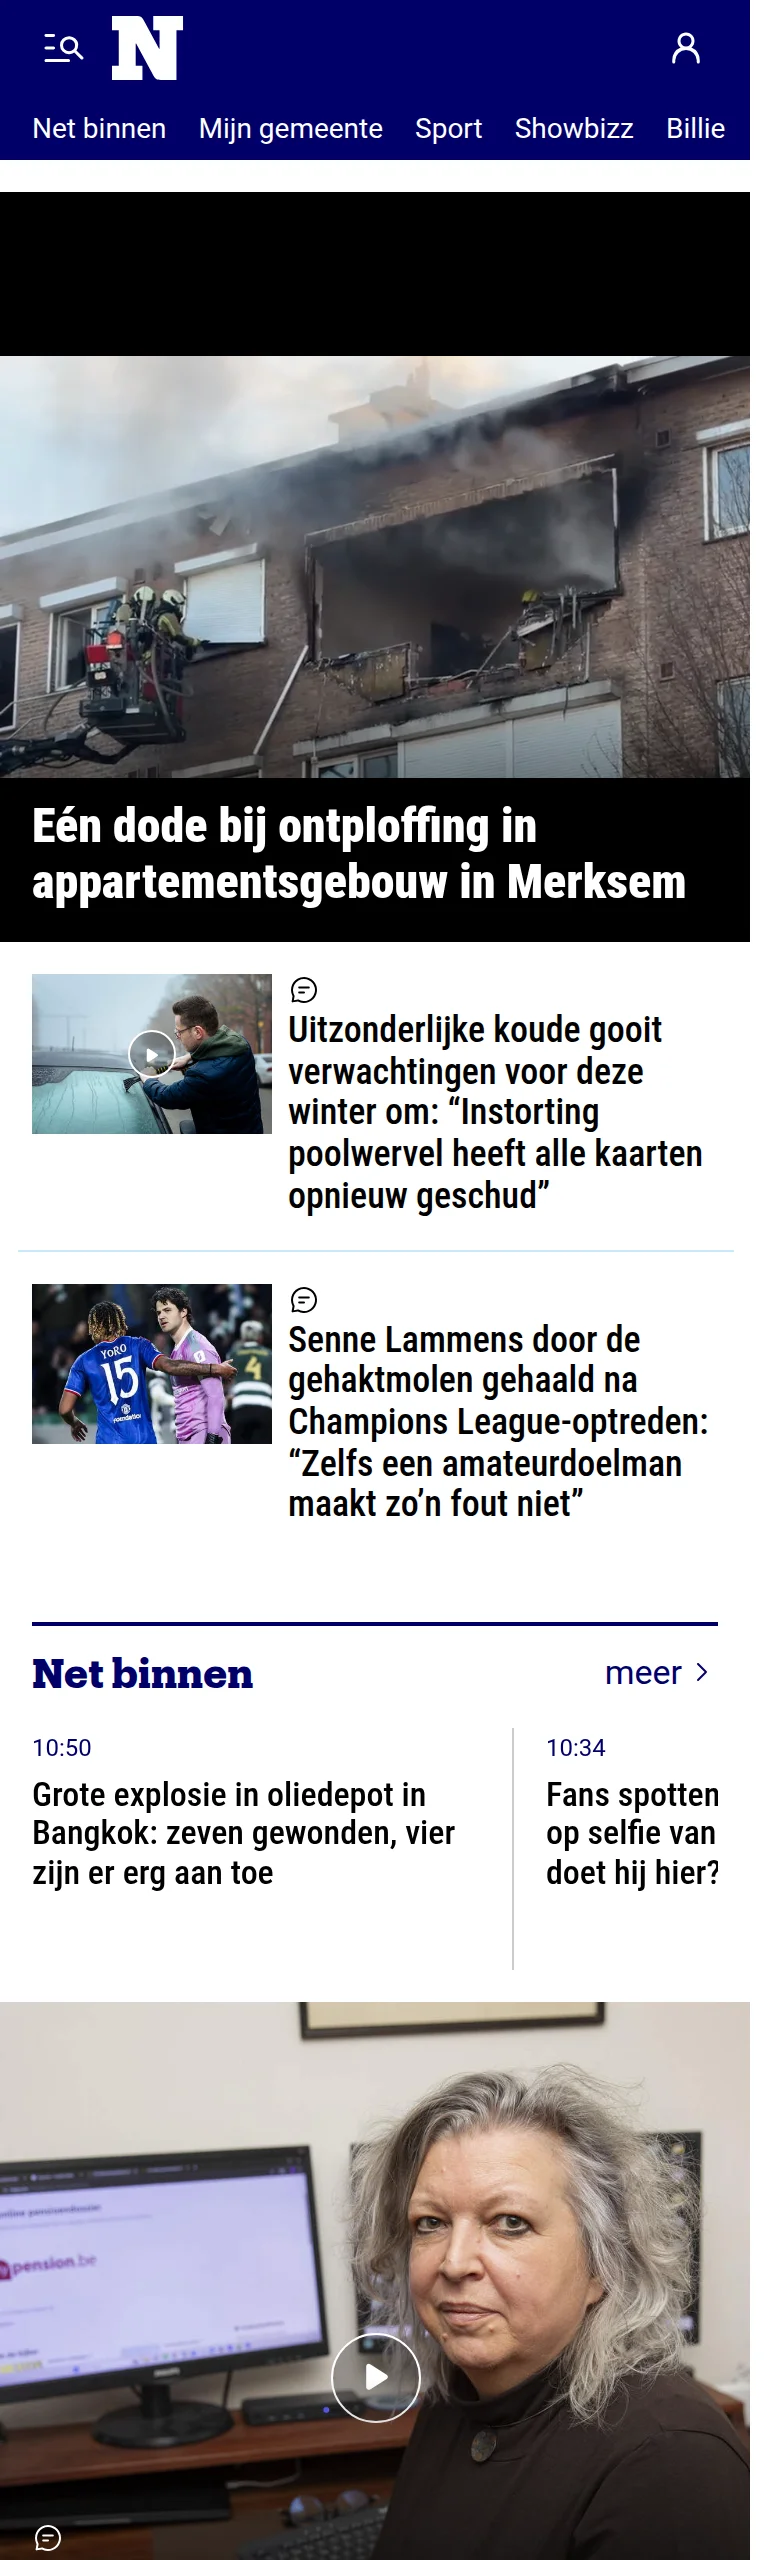 N
Net binnen Mijn gemeente Sport Showbizz Billie
Eén dode bij ontploffing in
appartementsgebouw in Merksem
Uitzonderlijke koude gooit
verwachtingen voor deze
winter om: “Instorting
poolwervel heeft alle kaarten
opnieuw geschud”
YORO
15
4
Senne Lammens door de
gehaktmolen gehaald na
Champions League-optreden:
“Zelfs een amateurdoelman
maakt zo’n fout niet”
Net binnen
meer
10:50
Grote explosie in oliedepot in
Bangkok: zeven gewonden, vier
zijn er erg aan toe
10:34
Fans spotten
op selfie van
doet hij hier?
pension.be
PHILIPS